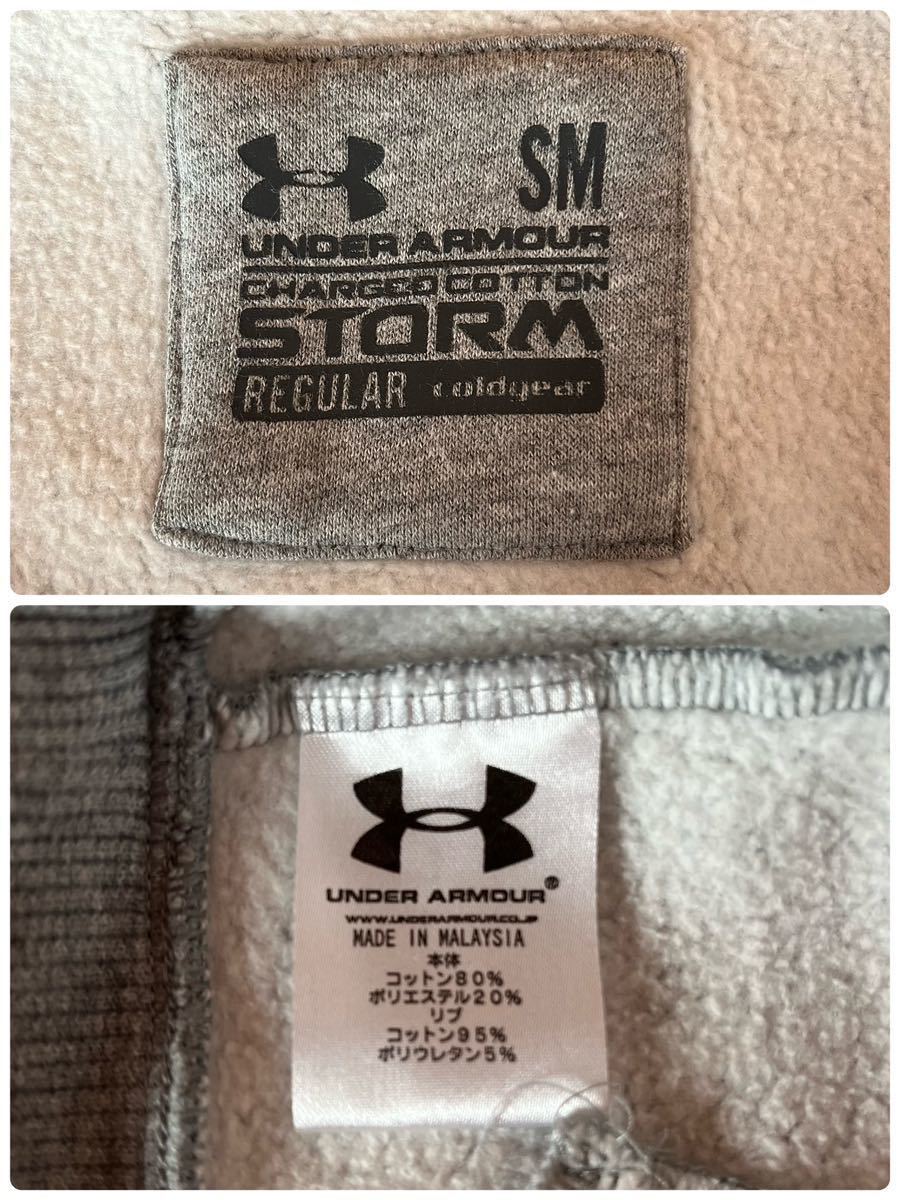 SM
UNDER ARMOUR
CHARGED COTTON
STORM
REGULAR coldgear
UNDER ARMOUR®
WWW.UNDERARMOUR.CO.JP
MADE IN MALAYSIA
本体
コットン80%
ポリエステル20%
リブ
コットン95%
ポリウレタン5%